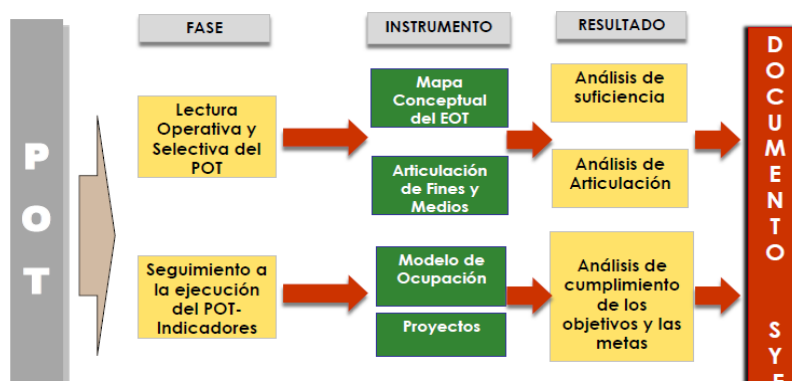 FASE
INSTRUMENTO
RESULTADO
POT
Lectura
Operativa y
Selectiva del
POT
Mapa
Conceptual
del EOT
Articulación
de Fines y
Medios
Análisis de
suficiencia
Análisis de
Articulación
Seguimiento a
la ejecución
del POT-
Indicadores
Modelo de
Ocupación
Proyectos
Análisis de
cumplimiento
de los
objetivos y las
metas
DOCUMENTO
S Y